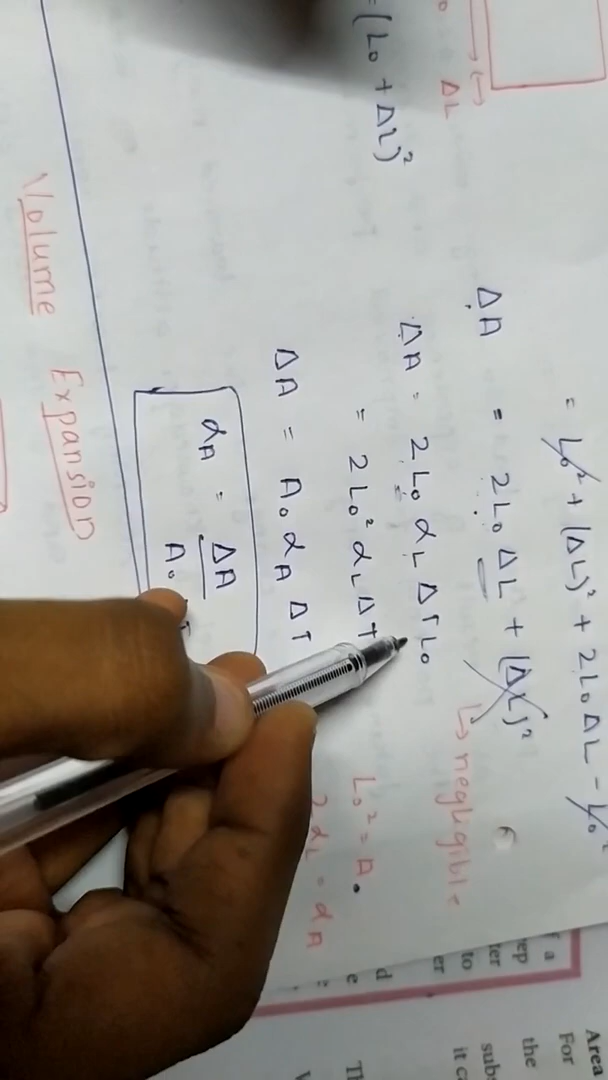 ΔL
= (L₀ + ΔL)²
= L₀² + (ΔL)² + 2L₀ΔL - L₀²
ΔA = 2L₀ΔL + (ΔL)²
↳ negligible
ΔA = 2L₀ α_L ΔT L₀
= 2L₀² α_L ΔT
L₀² = A₀
2α_L = α_A
ΔA = A₀ α_A ΔT
α_A = ΔA
A₀
Volume Expansion
Area
For
the